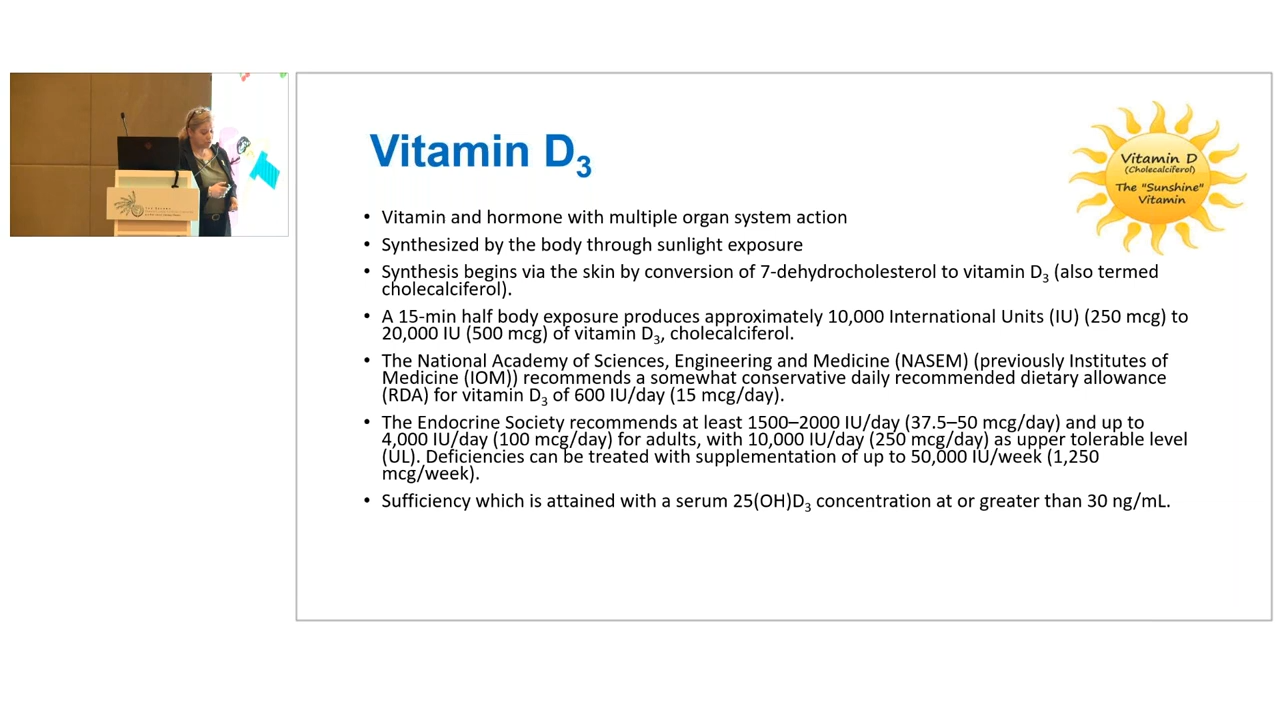 Vitamin D3
Vitamin D
(Cholecalciferol)
The "Sunshine"
Vitamin
• Vitamin and hormone with multiple organ system action
• Synthesized by the body through sunlight exposure
• Synthesis begins via the skin by conversion of 7-dehydrocholesterol to vitamin D3 (also termed
cholecalciferol).
• A 15-min half body exposure produces approximately 10,000 International Units (IU) (250 mcg) to
20,000 IU (500 mcg) of vitamin D3, cholecalciferol.
• The National Academy of Sciences, Engineering and Medicine (NASEM) (previously Institutes of
Medicine (IOM)) recommends a somewhat conservative daily recommended dietary allowance
(RDA) for vitamin D3 of 600 IU/day (15 mcg/day).
• The Endocrine Society recommends at least 1500–2000 IU/day (37.5–50 mcg/day) and up to
4,000 IU/day (100 mcg/day) for adults, with 10,000 IU/day (250 mcg/day) as upper tolerable level
(UL). Deficiencies can be treated with supplementation of up to 50,000 IU/week (1,250
mcg/week).
• Sufficiency which is attained with a serum 25(OH)D3 concentration at or greater than 30 ng/mL.